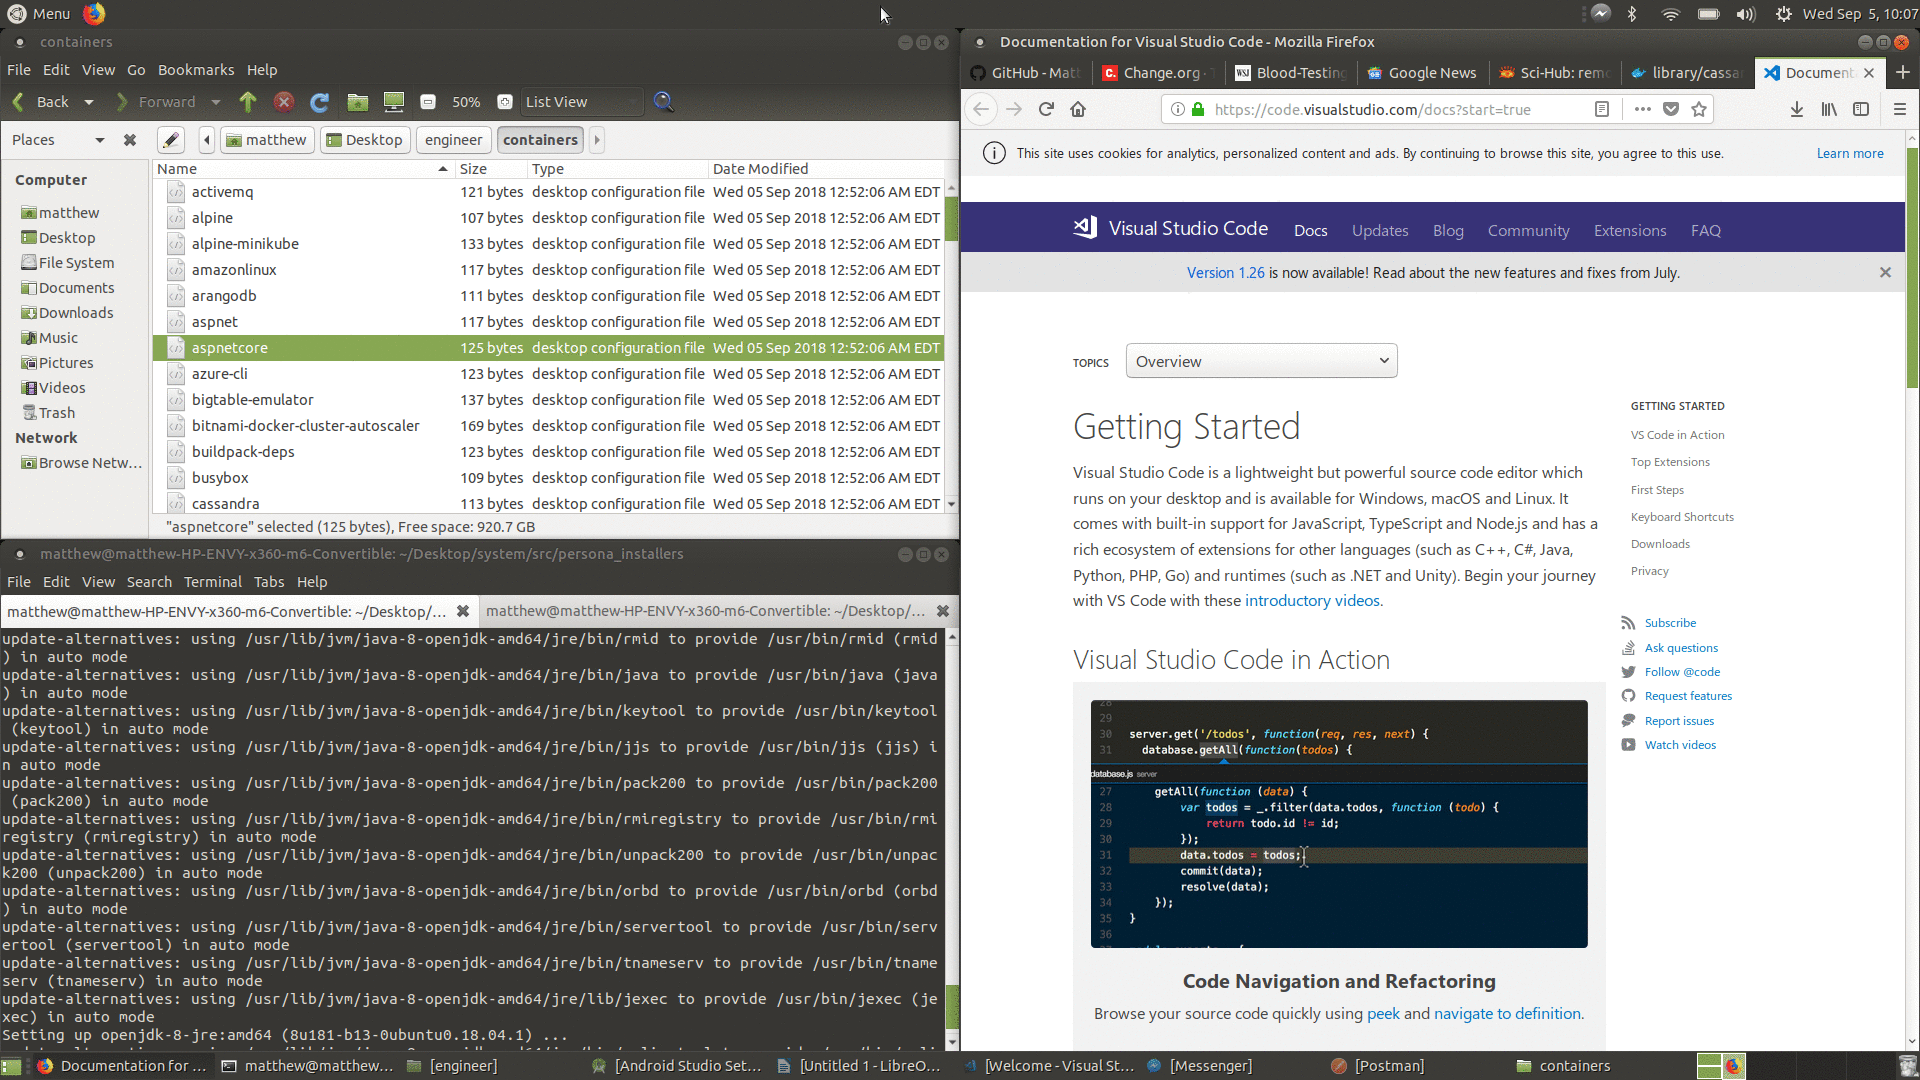 Menu
Wed Sep 5, 10:07
containers
File Edit View Go Bookmarks Help
Back Forward 50% List View
Places matthew Desktop engineer containers
Computer
matthew
Desktop
File System
Documents
Downloads
Music
Pictures
Videos
Trash
Network
Browse Netw...
Name Size Type Date Modified
activemq 121 bytes desktop configuration file Wed 05 Sep 2018 12:52:06 AM EDT
alpine 107 bytes desktop configuration file Wed 05 Sep 2018 12:52:06 AM EDT
alpine-minikube 133 bytes desktop configuration file Wed 05 Sep 2018 12:52:06 AM EDT
amazonlinux 117 bytes desktop configuration file Wed 05 Sep 2018 12:52:06 AM EDT
arangodb 111 bytes desktop configuration file Wed 05 Sep 2018 12:52:06 AM EDT
aspnet 117 bytes desktop configuration file Wed 05 Sep 2018 12:52:06 AM EDT
aspnetcore 125 bytes desktop configuration file Wed 05 Sep 2018 12:52:06 AM EDT
azure-cli 123 bytes desktop configuration file Wed 05 Sep 2018 12:52:06 AM EDT
bigtable-emulator 137 bytes desktop configuration file Wed 05 Sep 2018 12:52:06 AM EDT
bitnami-docker-cluster-autoscaler 169 bytes desktop configuration file Wed 05 Sep 2018 12:52:06 AM EDT
buildpack-deps 123 bytes desktop configuration file Wed 05 Sep 2018 12:52:06 AM EDT
busybox 109 bytes desktop configuration file Wed 05 Sep 2018 12:52:06 AM EDT
cassandra 113 bytes desktop configuration file Wed 05 Sep 2018 12:52:06 AM EDT
"aspnetcore" selected (125 bytes), Free space: 920.7 GB
matthew@matthew-HP-ENVY-x360-m6-Convertible: ~/Desktop/system/src/persona_installers
File Edit View Search Terminal Tabs Help
matthew@matthew-HP-ENVY-x360-m6-Convertible: ~/Desktop/... matthew@matthew-HP-ENVY-x360-m6-Convertible: ~/Desktop/...
update-alternatives: using /usr/lib/jvm/java-8-openjdk-amd64/jre/bin/rmid to provide /usr/bin/rmid (rmid
) in auto mode
update-alternatives: using /usr/lib/jvm/java-8-openjdk-amd64/jre/bin/java to provide /usr/bin/java (java
) in auto mode
update-alternatives: using /usr/lib/jvm/java-8-openjdk-amd64/jre/bin/keytool to provide /usr/bin/keytool
(keytool) in auto mode
update-alternatives: using /usr/lib/jvm/java-8-openjdk-amd64/jre/bin/jjs to provide /usr/bin/jjs (jjs) i
n auto mode
update-alternatives: using /usr/lib/jvm/java-8-openjdk-amd64/jre/bin/pack200 to provide /usr/bin/pack200
(pack200) in auto mode
update-alternatives: using /usr/lib/jvm/java-8-openjdk-amd64/jre/bin/rmiregistry to provide /usr/bin/rmi
registry (rmiregistry) in auto mode
update-alternatives: using /usr/lib/jvm/java-8-openjdk-amd64/jre/bin/unpack200 to provide /usr/bin/unpac
k200 (unpack200) in auto mode
update-alternatives: using /usr/lib/jvm/java-8-openjdk-amd64/jre/bin/orbd to provide /usr/bin/orbd (orbd
) in auto mode
update-alternatives: using /usr/lib/jvm/java-8-openjdk-amd64/jre/bin/servertool to provide /usr/bin/serv
ertool (servertool) in auto mode
update-alternatives: using /usr/lib/jvm/java-8-openjdk-amd64/jre/bin/tnameserv to provide /usr/bin/tname
serv (tnameserv) in auto mode
update-alternatives: using /usr/lib/jvm/java-8-openjdk-amd64/jre/lib/jexec to provide /usr/bin/jexec (je
xec) in auto mode
Setting up openjdk-8-jre:amd64 (8u181-b13-0ubuntu0.18.04.1) ...
Documentation for Visual Studio Code - Mozilla Firefox
GitHub - Matt Change.org - Blood-Testing Google News Sci-Hub: remo library/cassa Document
https://code.visualstudio.com/docs?start=true
This site uses cookies for analytics, personalized content and ads. By continuing to browse this site, you agree to this use. Learn more
Visual Studio Code Docs Updates Blog Community Extensions FAQ
Version 1.26 is now available! Read about the new features and fixes from July.
TOPICS Overview
Getting Started
Visual Studio Code is a lightweight but powerful source code editor which
runs on your desktop and is available for Windows, macOS and Linux. It
comes with built-in support for JavaScript, TypeScript and Node.js and has a
rich ecosystem of extensions for other languages (such as C++, C#, Java,
Python, PHP, Go) and runtimes (such as .NET and Unity). Begin your journey
with VS Code with these introductory videos.
Visual Studio Code in Action
28
29
30 server.get('/todos', function(req, res, next) {
31 database.getAll(function(todos) {
database.js server
27 getAll(function (data) {
28 var todos = _.filter(data.todos, function (todo) {
29 return todo.id != id;
30 });
31 data.todos = todos;
32 commit(data);
33 resolve(data);
34 });
35 }
36
Code Navigation and Refactoring
Browse your source code quickly using peek and navigate to definition.
GETTING STARTED
VS Code in Action
Top Extensions
First Steps
Keyboard Shortcuts
Downloads
Privacy
Subscribe
Ask questions
Follow @code
Request features
Report issues
Watch videos
Documentation for ... matthew@matthew... [engineer] [Android Studio Set... [Untitled 1 - LibreO... [Welcome - Visual St... [Messenger] [Postman] containers